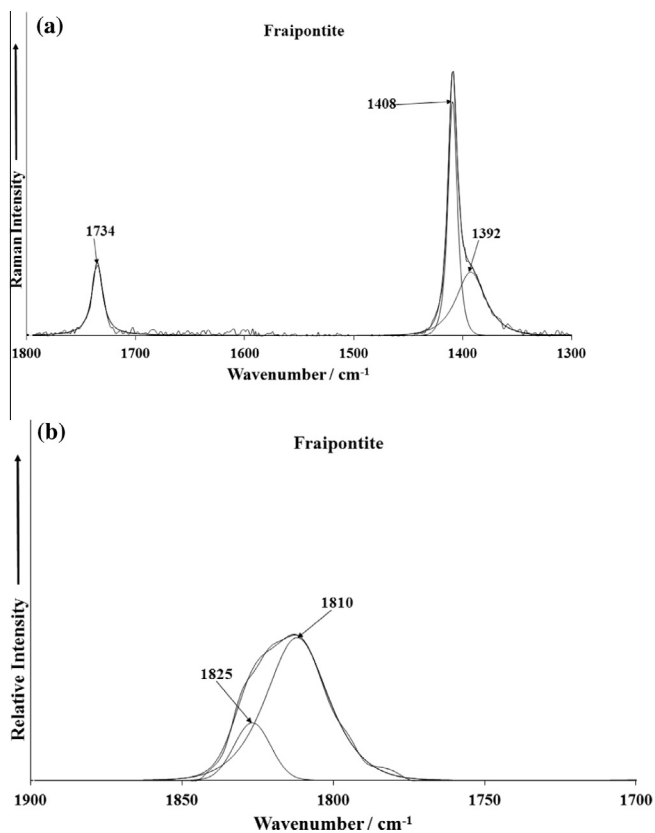 (a)
Fraipontite
Raman Intensity
1408
1734
1392
1800 1700 1600 1500 1400 1300
Wavenumber / cm⁻¹
(b)
Fraipontite
Relative Intensity
1810
1825
1900 1850 1800 1750 1700
Wavenumber / cm⁻¹